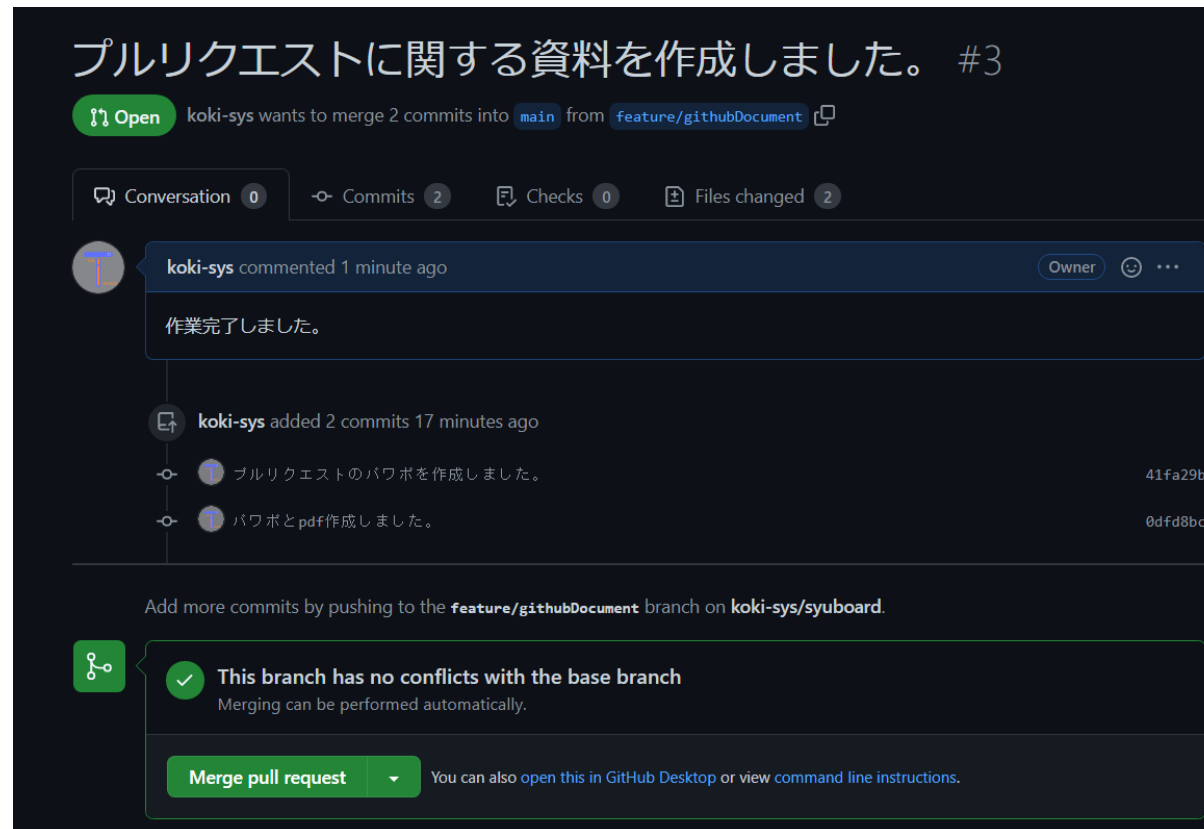 プルリクエストに関する資料を作成しました。 #3
Open koki-sys wants to merge 2 commits into main from feature/githubDocument
Conversation 0 Commits 2 Checks 0 Files changed 2
koki-sys commented 1 minute ago Owner
作業完了しました。
koki-sys added 2 commits 17 minutes ago
プルリクエストのパワポを作成しました。 41fa29b
パワポとpdf作成しました。 0dfd8bc
Add more commits by pushing to the feature/githubDocument branch on koki-sys/syuboard.
This branch has no conflicts with the base branch
Merging can be performed automatically.
Merge pull request You can also open this in GitHub Desktop or view command line instructions.